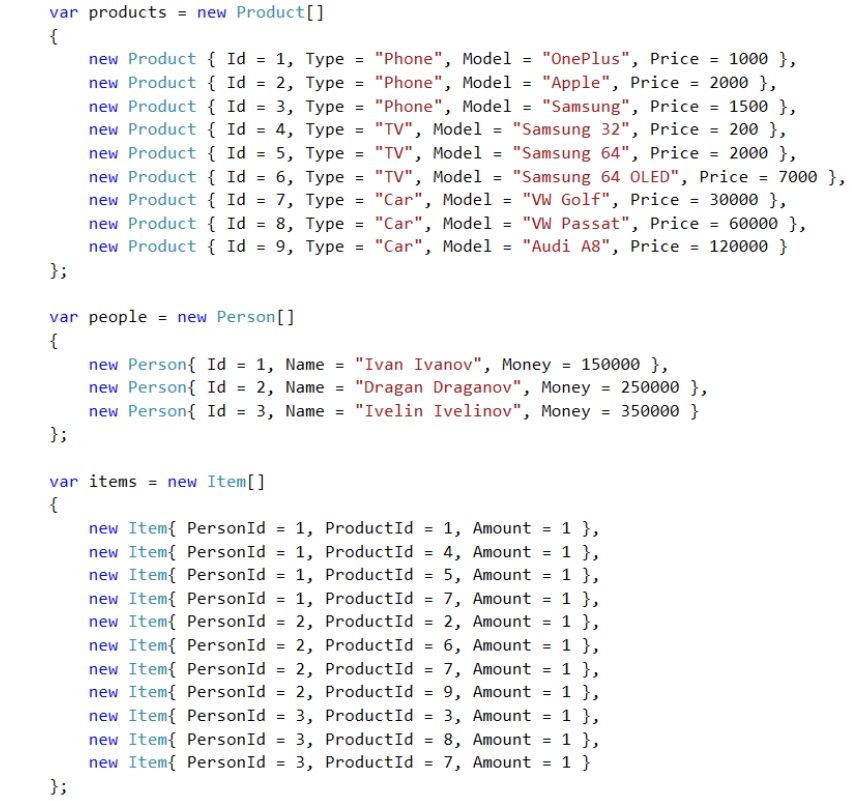 var products = new Product[]
{
new Product { Id = 1, Type = "Phone", Model = "OnePlus", Price = 1000 },
new Product { Id = 2, Type = "Phone", Model = "Apple", Price = 2000 },
new Product { Id = 3, Type = "Phone", Model = "Samsung", Price = 1500 },
new Product { Id = 4, Type = "TV", Model = "Samsung 32", Price = 200 },
new Product { Id = 5, Type = "TV", Model = "Samsung 64", Price = 2000 },
new Product { Id = 6, Type = "TV", Model = "Samsung 64 OLED", Price = 7000 },
new Product { Id = 7, Type = "Car", Model = "VW Golf", Price = 30000 },
new Product { Id = 8, Type = "Car", Model = "VW Passat", Price = 60000 },
new Product { Id = 9, Type = "Car", Model = "Audi A8", Price = 120000 }
};
var people = new Person[]
{
new Person{ Id = 1, Name = "Ivan Ivanov", Money = 150000 },
new Person{ Id = 2, Name = "Dragan Draganov", Money = 250000 },
new Person{ Id = 3, Name = "Ivelin Ivelinov", Money = 350000 }
};
var items = new Item[]
{
new Item{ PersonId = 1, ProductId = 1, Amount = 1 },
new Item{ PersonId = 1, ProductId = 4, Amount = 1 },
new Item{ PersonId = 1, ProductId = 5, Amount = 1 },
new Item{ PersonId = 1, ProductId = 7, Amount = 1 },
new Item{ PersonId = 2, ProductId = 2, Amount = 1 },
new Item{ PersonId = 2, ProductId = 6, Amount = 1 },
new Item{ PersonId = 2, ProductId = 7, Amount = 1 },
new Item{ PersonId = 2, ProductId = 9, Amount = 1 },
new Item{ PersonId = 3, ProductId = 3, Amount = 1 },
new Item{ PersonId = 3, ProductId = 8, Amount = 1 },
new Item{ PersonId = 3, ProductId = 7, Amount = 1 }
};